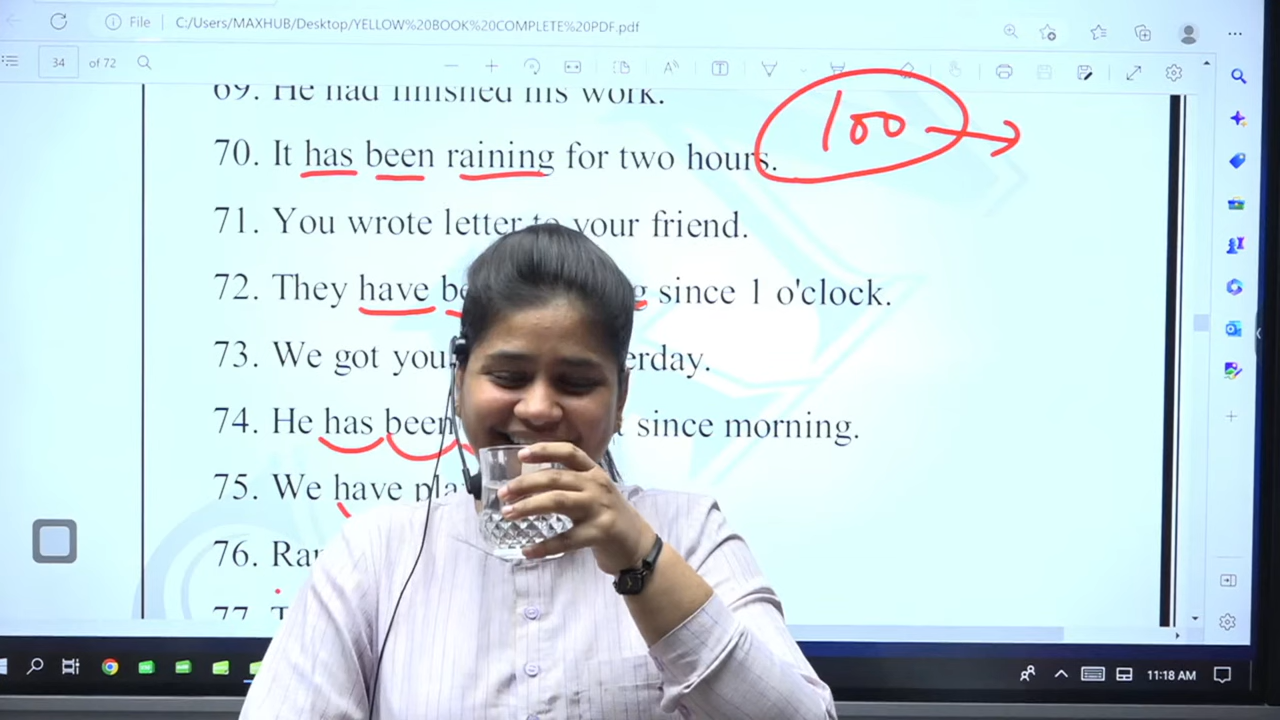 File C:/Users/MAXHUB/Desktop/YELLOW%20BOOK%20COMPLETE%20PDF.pdf
34 of 72
69. He had finished his work.
100
70. It has been raining for two hours.
71. You wrote letter to your friend.
72. They have since 1 o'clock.
73. We got
74. He has been since morning.
75. We have
76.
77.
11:18 AM